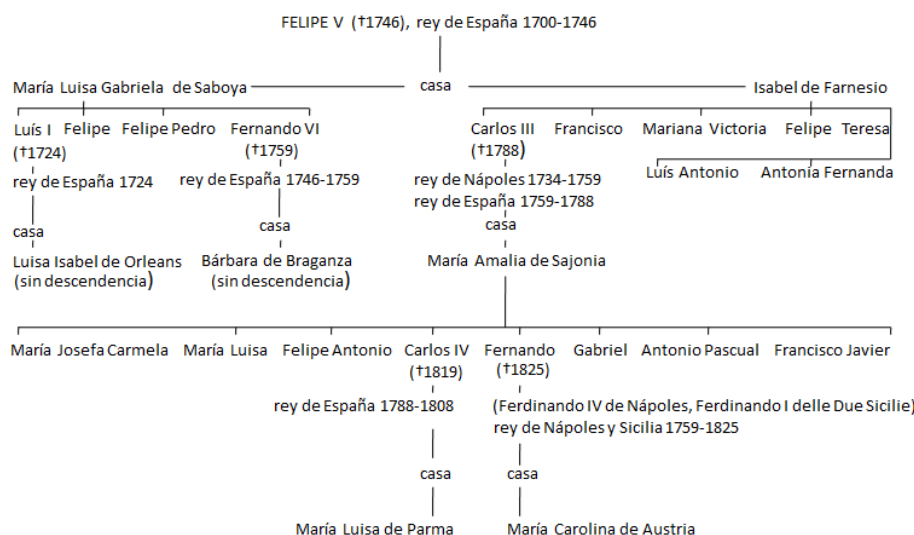 FELIPE V (†1746), rey de España 1700-1746
María Luisa Gabriela de Saboya casa Isabel de Farnesio
Luís I Felipe Felipe Pedro Fernando VI Carlos III Francisco Mariana Victoria Felipe Teresa
(†1724) (†1759) (†1788)
rey de España 1724 rey de España 1746-1759 rey de Nápoles 1734-1759 Luís Antonio Antonía Fernanda
rey de España 1759-1788
casa casa casa
Luisa Isabel de Orleans Bárbara de Braganza María Amalia de Sajonia
(sin descendencia) (sin descendencia)
María Josefa Carmela María Luisa Felipe Antonio Carlos IV Fernando Gabriel Antonio Pascual Francisco Javier
(†1819) (†1825)
rey de España 1788-1808 (Ferdinando IV de Nápoles, Ferdinando I delle Due Sicilie)
rey de Nápoles y Sicilia 1759-1825
casa casa
María Luisa de Parma María Carolina de Austria